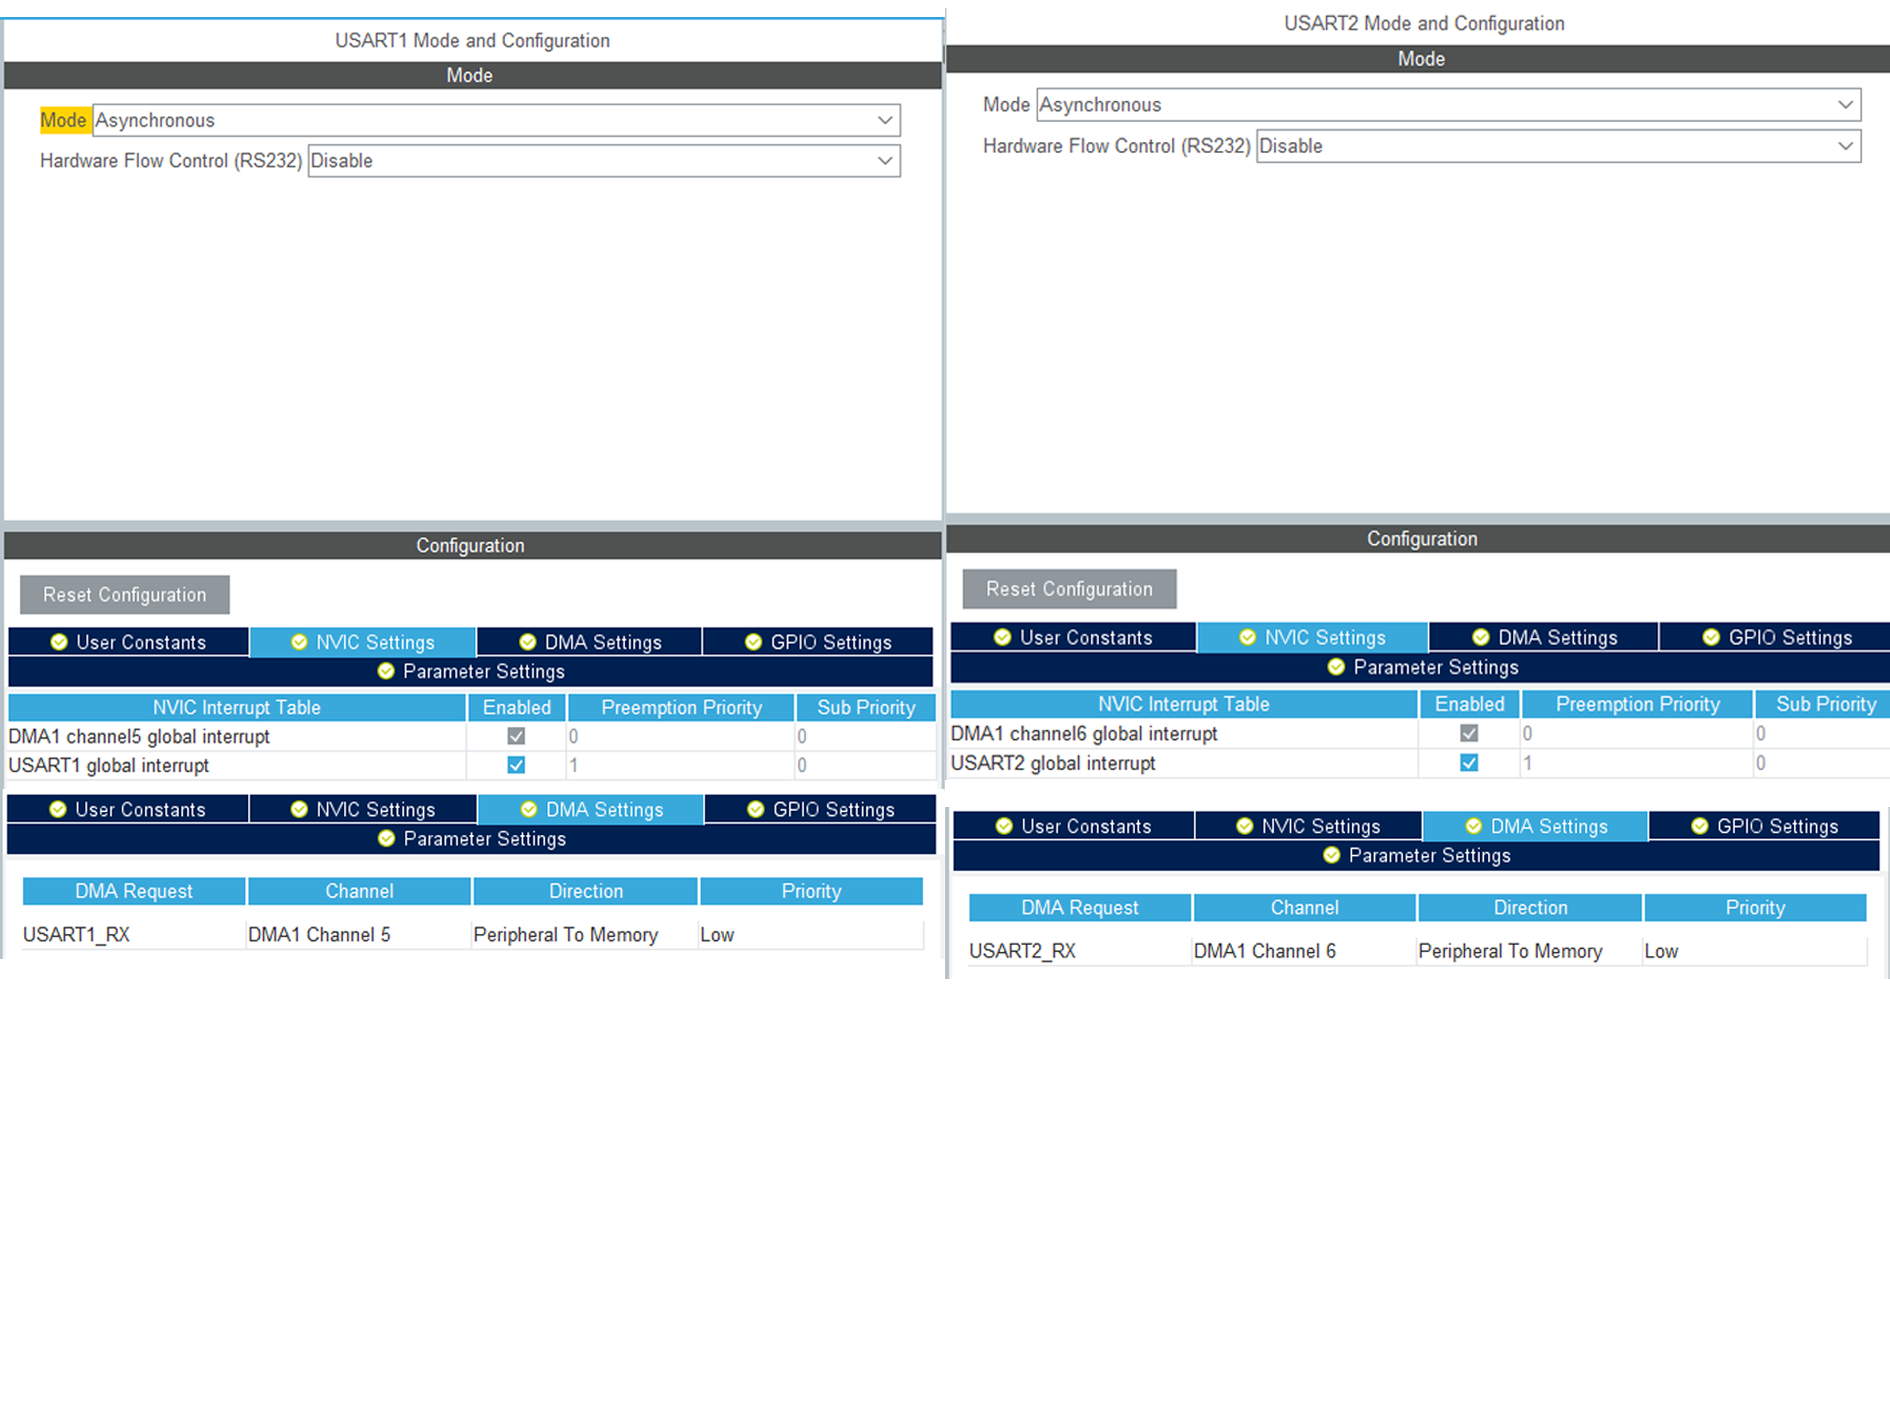 USART1 Mode and Configuration
Mode
Mode Asynchronous
Hardware Flow Control (RS232) Disable
Configuration
Reset Configuration
User Constants NVIC Settings DMA Settings GPIO Settings
Parameter Settings
NVIC Interrupt Table Enabled Preemption Priority Sub Priority
DMA1 channel5 global interrupt 0 0
USART1 global interrupt 1 0
User Constants NVIC Settings DMA Settings GPIO Settings
Parameter Settings
DMA Request Channel Direction Priority
USART1_RX DMA1 Channel 5 Peripheral To Memory Low
USART2 Mode and Configuration
Mode
Mode Asynchronous
Hardware Flow Control (RS232) Disable
Configuration
Reset Configuration
User Constants NVIC Settings DMA Settings GPIO Settings
Parameter Settings
NVIC Interrupt Table Enabled Preemption Priority Sub Priority
DMA1 channel6 global interrupt 0 0
USART2 global interrupt 1 0
User Constants NVIC Settings DMA Settings GPIO Settings
Parameter Settings
DMA Request Channel Direction Priority
USART2_RX DMA1 Channel 6 Peripheral To Memory Low